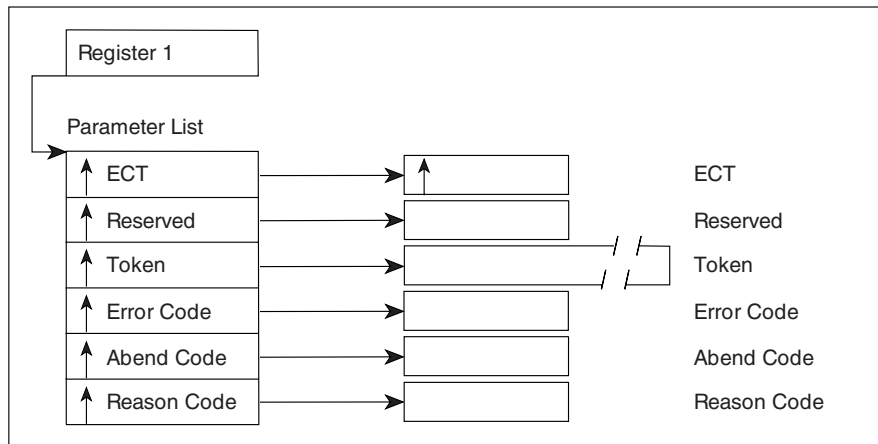 Register 1
Parameter List
ECT ECT
Reserved Reserved
Token Token
Error Code Error Code
Abend Code Abend Code
Reason Code Reason Code